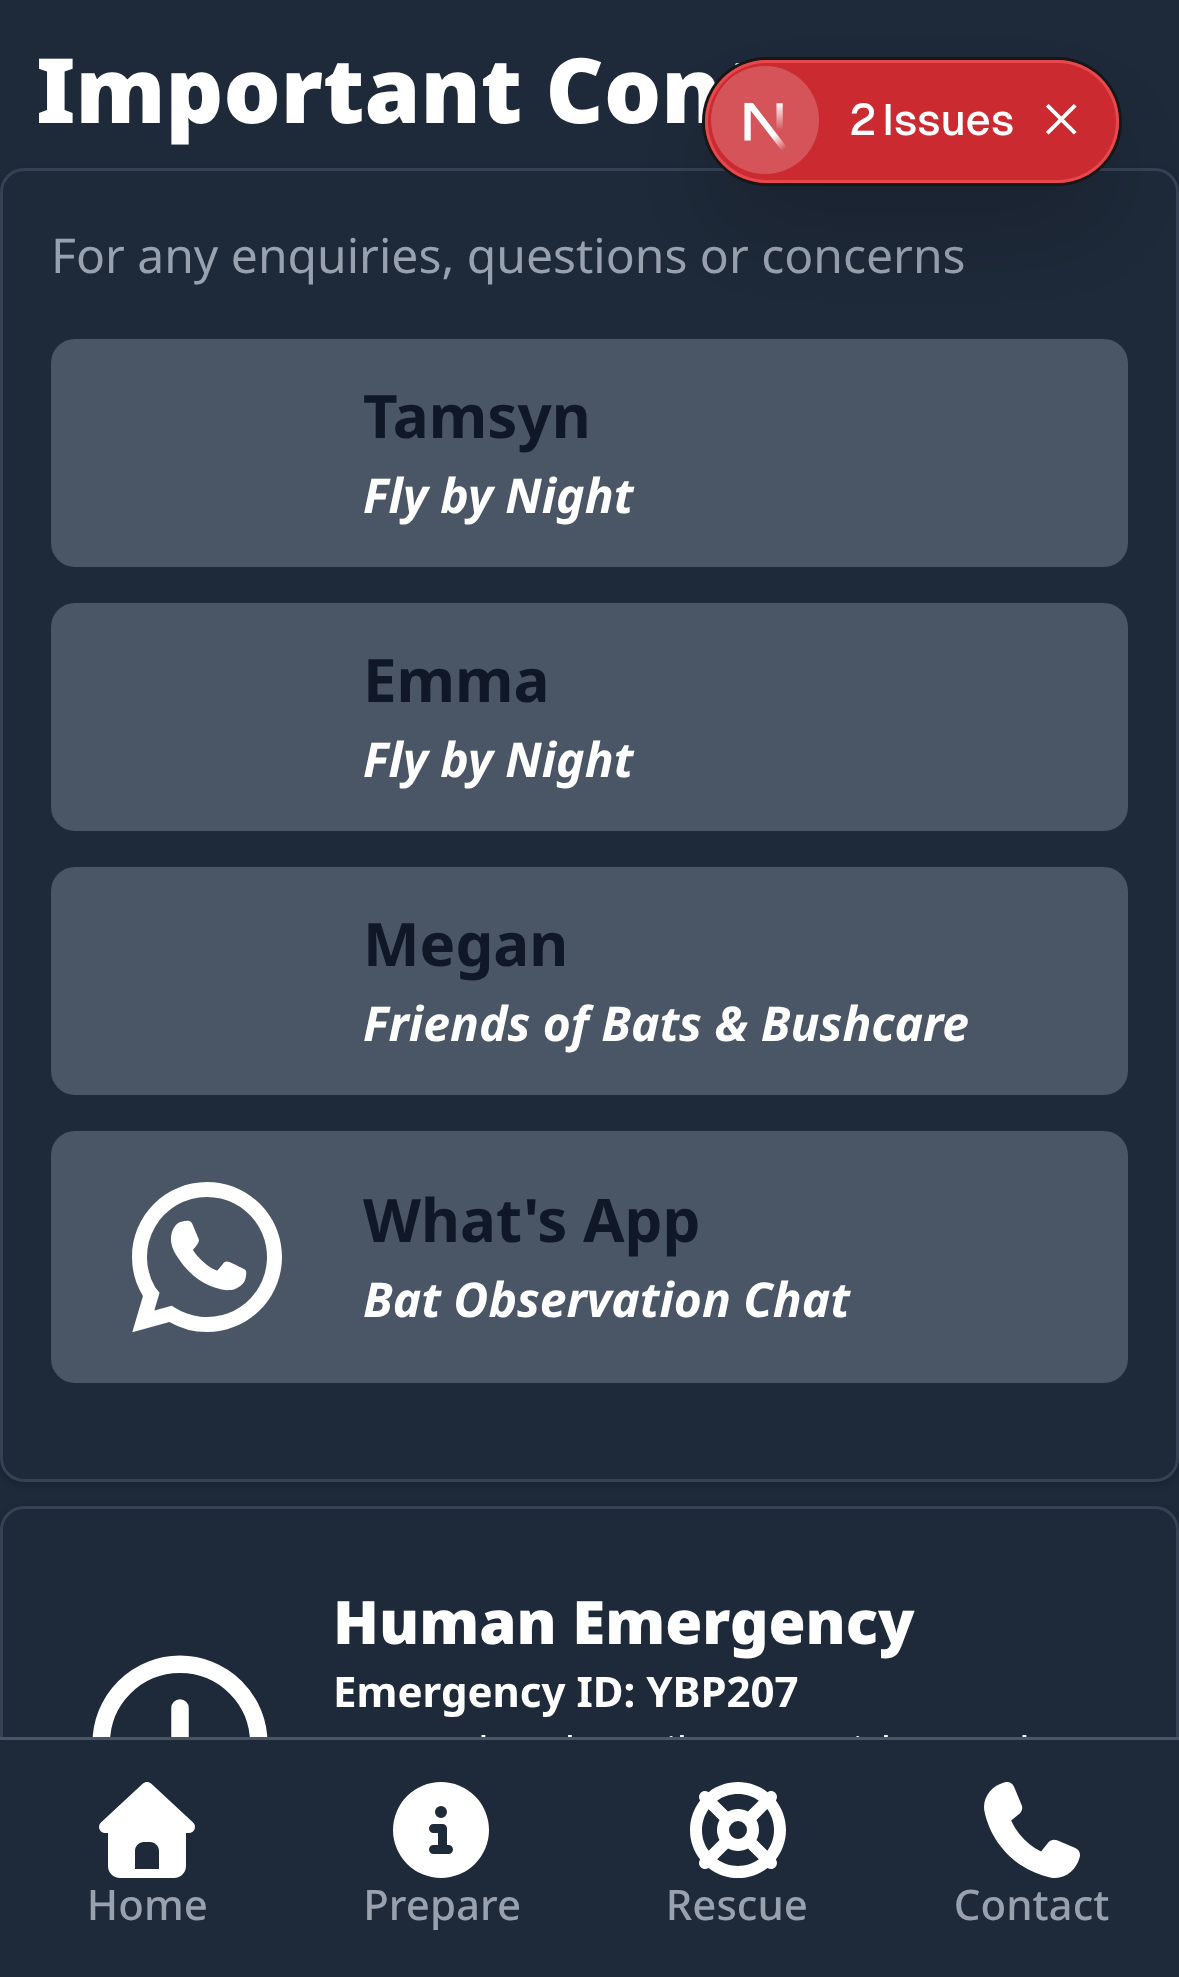 Important Con
N 2 Issues
For any enquiries, questions or concerns
Tamsyn
Fly by Night
Emma
Fly by Night
Megan
Friends of Bats & Bushcare
What's App
Bat Observation Chat
Human Emergency
Emergency ID: YBP207
Home
Prepare
Rescue
Contact